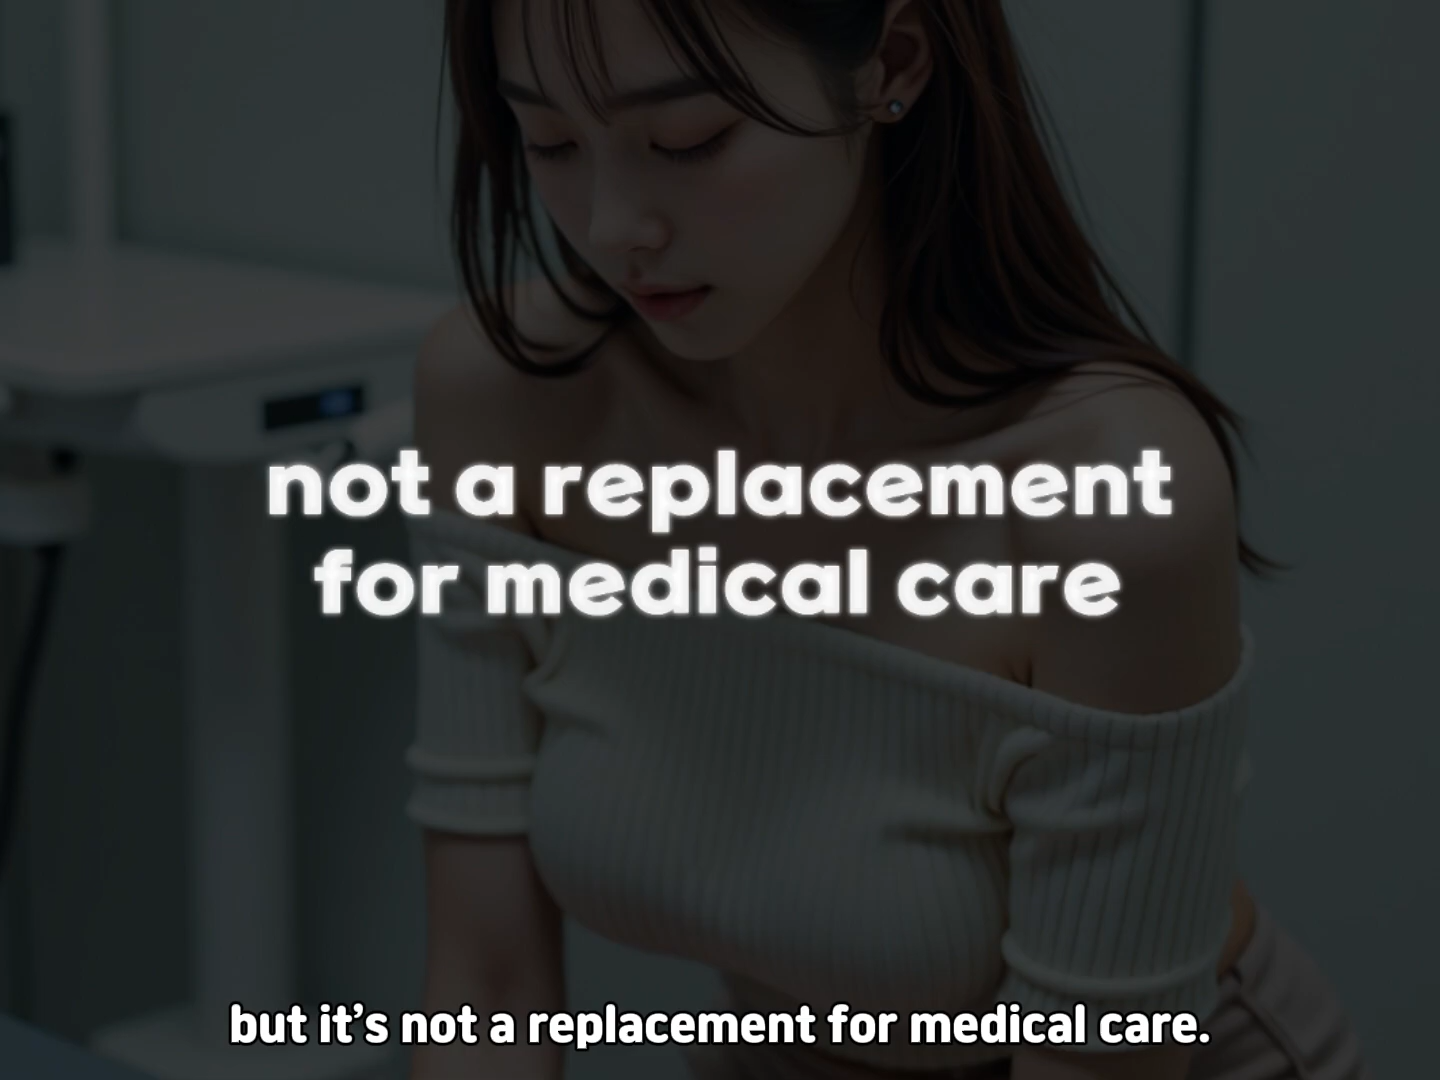 not a replacement
for medical care
but it’s not a replacement for medical care.